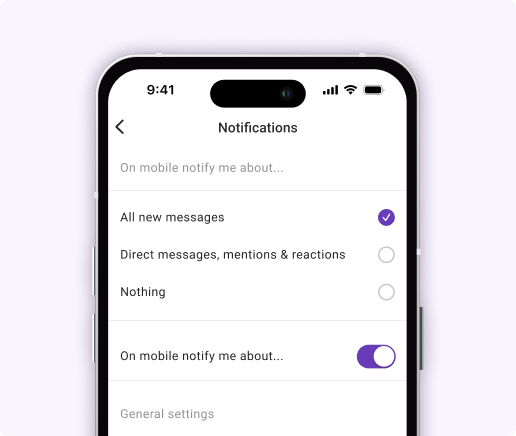 9:41
Notifications
On mobile notify me about...
All new messages
Direct messages, mentions & reactions
Nothing
On mobile notify me about...
General settings